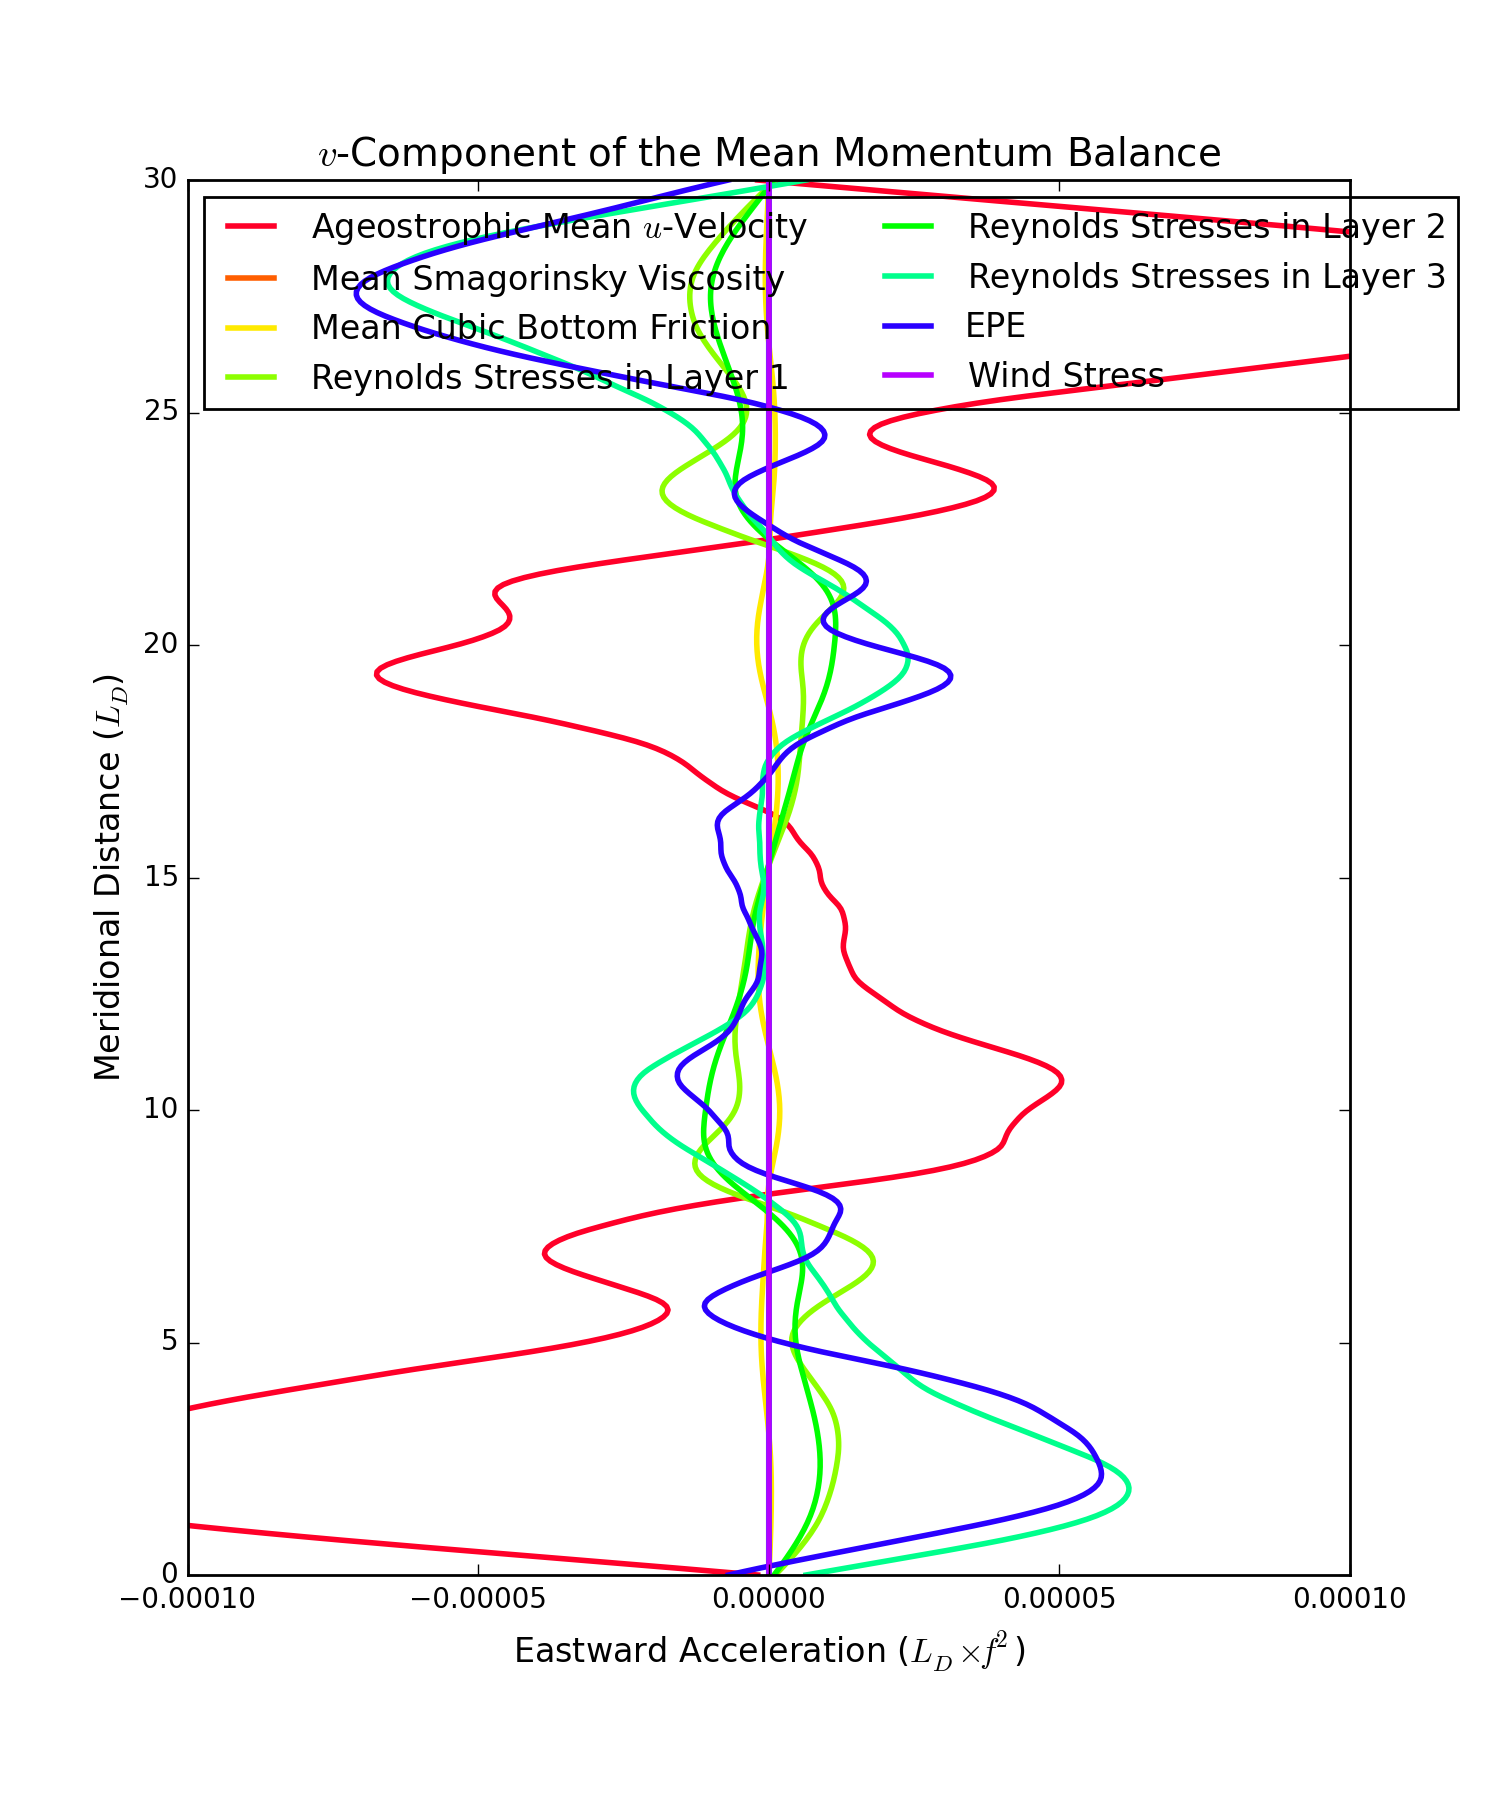 v-Component of the Mean Momentum Balance
30
25
20
15
10
5
0
Meridional Distance (L_D)
Ageostrophic Mean u-Velocity
Mean Smagorinsky Viscosity
Mean Cubic Bottom Friction
Reynolds Stresses in Layer 1
Reynolds Stresses in Layer 2
Reynolds Stresses in Layer 3
EPE
Wind Stress
−0.00010 −0.00005 0.00000 0.00005 0.00010
Eastward Acceleration (L_D×f²)